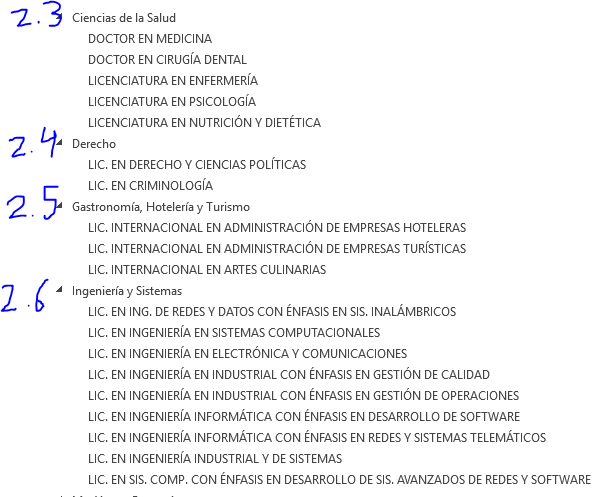 2.3 Ciencias de la Salud
DOCTOR EN MEDICINA
DOCTOR EN CIRUGÍA DENTAL
LICENCIATURA EN ENFERMERÍA
LICENCIATURA EN PSICOLOGÍA
LICENCIATURA EN NUTRICIÓN Y DIETÉTICA
2.4 Derecho
LIC. EN DERECHO Y CIENCIAS POLÍTICAS
LIC. EN CRIMINOLOGÍA
2.5 Gastronomía, Hotelería y Turismo
LIC. INTERNACIONAL EN ADMINISTRACIÓN DE EMPRESAS HOTELERAS
LIC. INTERNACIONAL EN ADMINISTRACIÓN DE EMPRESAS TURÍSTICAS
LIC. INTERNACIONAL EN ARTES CULINARIAS
2.6 Ingeniería y Sistemas
LIC. EN ING. DE REDES Y DATOS CON ÉNFASIS EN SIS. INALÁMBRICOS
LIC. EN INGENIERÍA EN SISTEMAS COMPUTACIONALES
LIC. EN INGENIERÍA EN ELECTRÓNICA Y COMUNICACIONES
LIC. EN INGENIERÍA EN INDUSTRIAL CON ÉNFASIS EN GESTIÓN DE CALIDAD
LIC. EN INGENIERÍA EN INDUSTRIAL CON ÉNFASIS EN GESTIÓN DE OPERACIONES
LIC. EN INGENIERÍA INFORMÁTICA CON ÉNFASIS EN DESARROLLO DE SOFTWARE
LIC. EN INGENIERÍA INFORMÁTICA CON ÉNFASIS EN REDES Y SISTEMAS TELEMÁTICOS
LIC. EN INGENIERÍA INDUSTRIAL Y DE SISTEMAS
LIC. EN SIS. COMP. CON ÉNFASIS EN DESARROLLO DE SIS. AVANZADOS DE REDES Y SOFTWARE